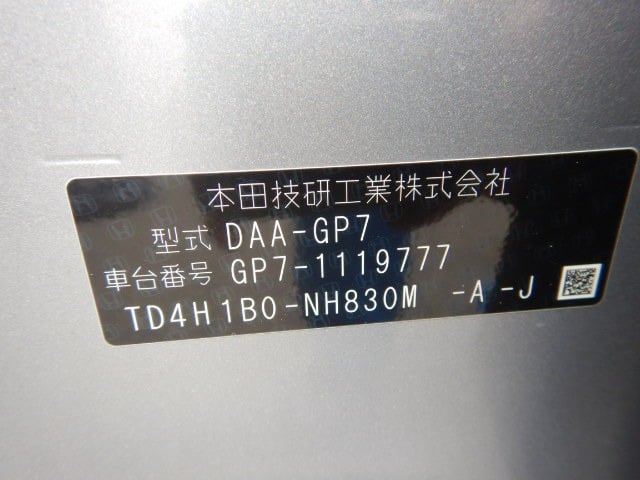 本田技研工業株式会社
型式 DAA-GP7
車台番号 GP7-1119777
TD4H1B0-NH830M -A -J